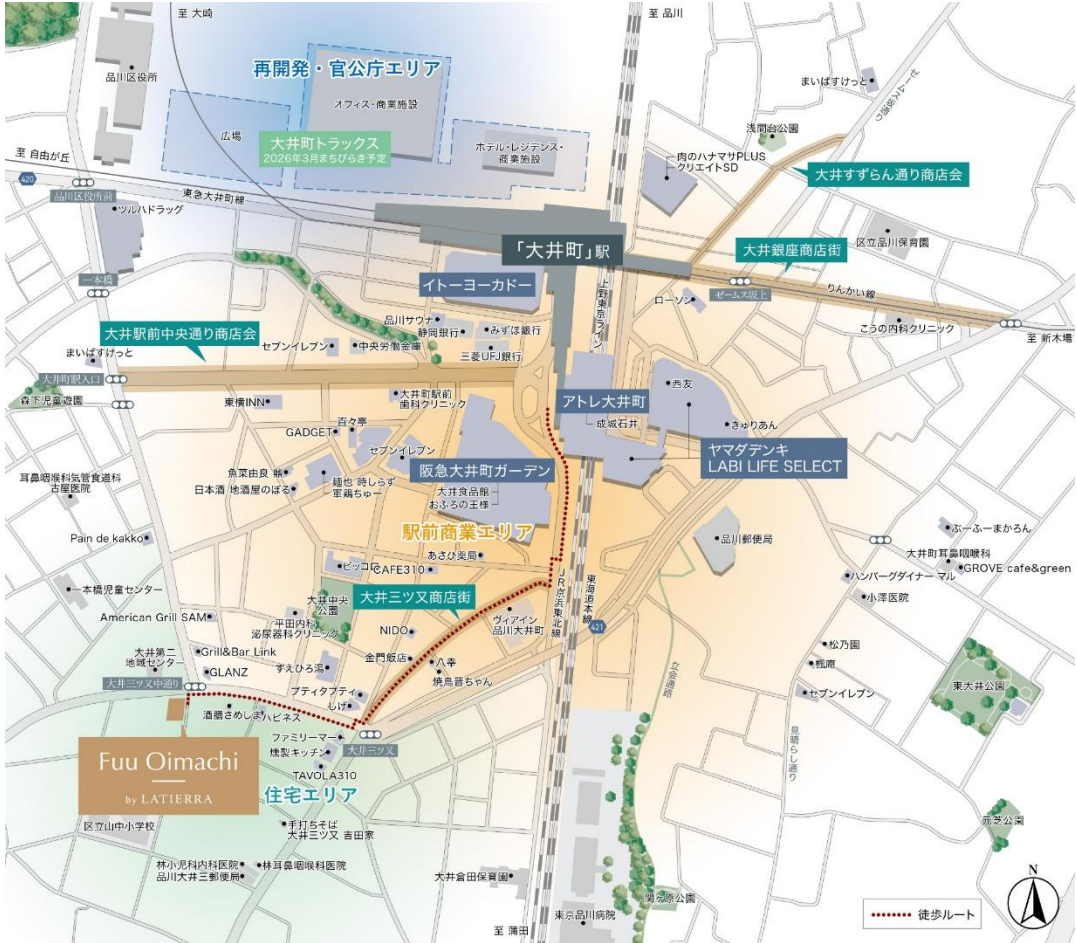 至 大崎
至 品川
品川区役所
再開発・官公庁エリア
オフィス・商業施設
広場
大井町トラックス
2026年3月まちびらき予定
ホテル・レジデンス・
商業施設
まいばすけっと
ゼームス坂通り
浅間台公園
肉のハナマサPLUS
クリエイトSD
大井すずらん通り商店会
至 自由が丘
420
品川区役所前
東急大井町線
ツルハドラッグ
「大井町」駅
大井銀座商店街
区立品川保育園
イトーヨーカドー
上野東京ライン
ローソン
ゼームス坂上
りんかい線
こうの内科クリニック
至 新木場
一本橋
大井駅前中央通り商店会
品川サウナ
静岡銀行
みずほ銀行
セブンイレブン
中央労働金庫
三菱UFJ銀行
まいばすけっと
大井町駅入口
森下児童遊園
東横INN
大井町駅前
歯科クリニック
アトレ大井町
成城石井
西友
きゅりあん
ヤマダデンキ
LABI LIFE SELECT
百々亭
GADGET
セブンイレブン
阪急大井町ガーデン
大井食品館
おふろの王様
魚菜由良 鞆
日本酒 地酒屋のぼる
麺也 時しらず
軍鶏ちゅー
耳鼻咽喉科気管食道科
古屋医院
駅前商業エリア
Pain de kakko
あさひ薬局
ピッコロ
CAFE310
品川郵便局
ぶーふーまかろん
大井町耳鼻咽喉科
GROVE cafe&green
ハンバーグダイナー マル
小澤医院
一本橋児童センター
大井三ツ又商店街
大井中央
公園
American Grill SAM
平田内科
泌尿器科クリニック
NIDO
ヴィアイン
品川大井町
JR京浜東北線
東海道本線
421
立会道路
松乃園
楓庵
大井第二
地域センター
Grill&Bar Link
GLANZ
すえひろ湯
金門飯店
八幸
焼鳥晋ちゃん
セブンイレブン
東大井公園
大井三ツ又中通り
プティタプティ
しげ
酒膳さめしま
ハピネス
ファミリーマート
燻製キッチン
大井三ツ又
TAVOLA310
見晴らし通り
Fuu Oimachi
by LATIERRA
住宅エリア
区立山中小学校
手打ちそば
大井三ツ又 吉田家
元芝公園
林小児科内科医院
品川大井三郵便局
林耳鼻咽喉科医院
大井倉田保育園
関ヶ原公園
東京品川病院
至 蒲田
N
徒歩ルート